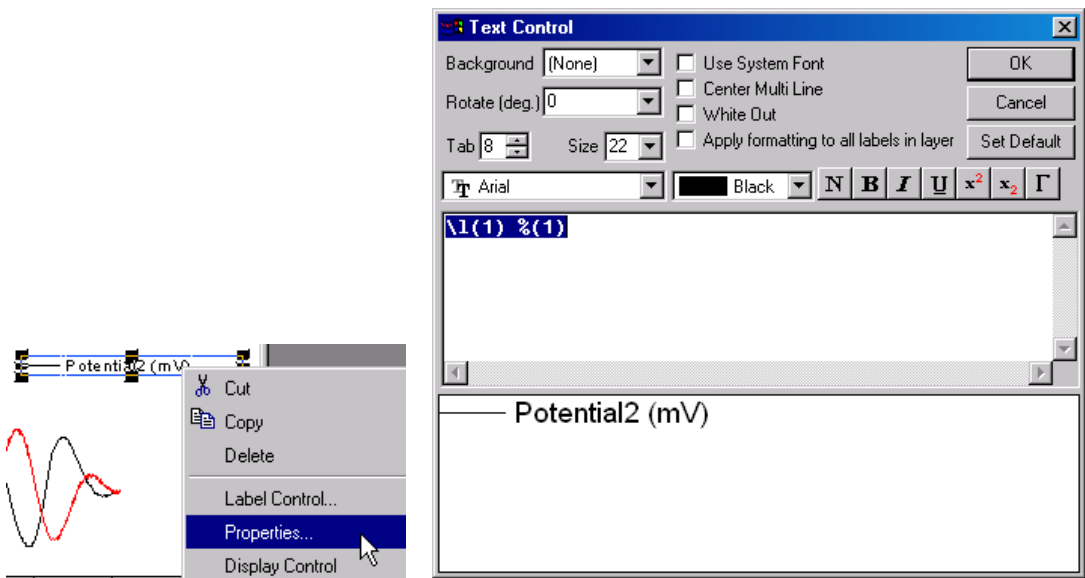 Potential2 (mV)
Cut
Copy
Delete
Label Control...
Properties...
Display Control
Text Control
Background (None)
Use System Font
OK
Center Multi Line
Rotate (deg.) 0
White Out
Cancel
Tab 8
Size 22
Apply formatting to all labels in layer
Set Default
Arial
Black
N B I U x² x₂ Γ
\l(1) %(1)
Potential2 (mV)